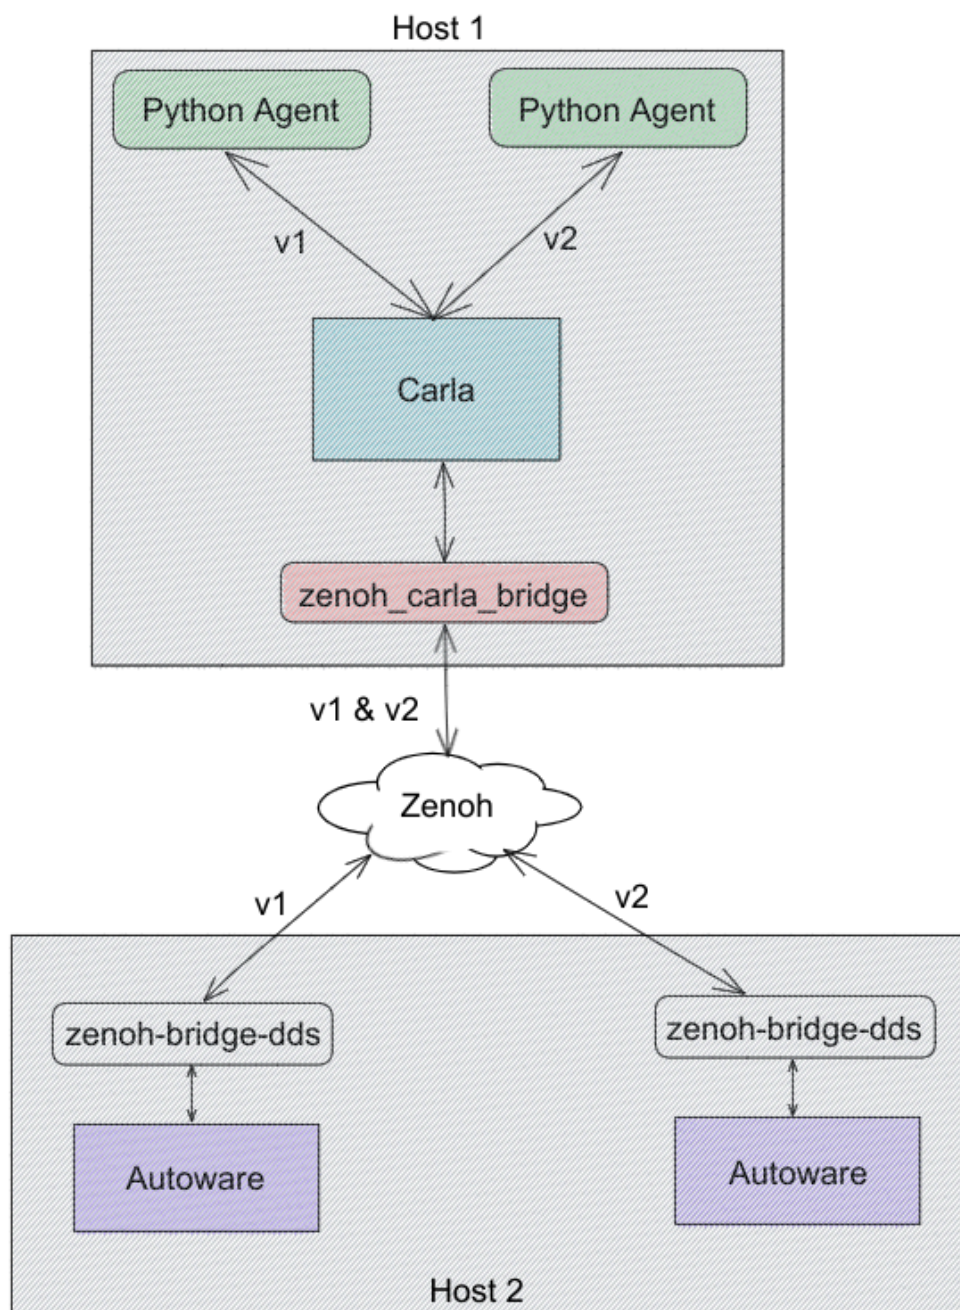 Host 1
Python Agent
Python Agent
v1
v2
Carla
zenoh_carla_bridge
v1 & v2
Zenoh
v1
v2
zenoh-bridge-dds
zenoh-bridge-dds
Autoware
Autoware
Host 2